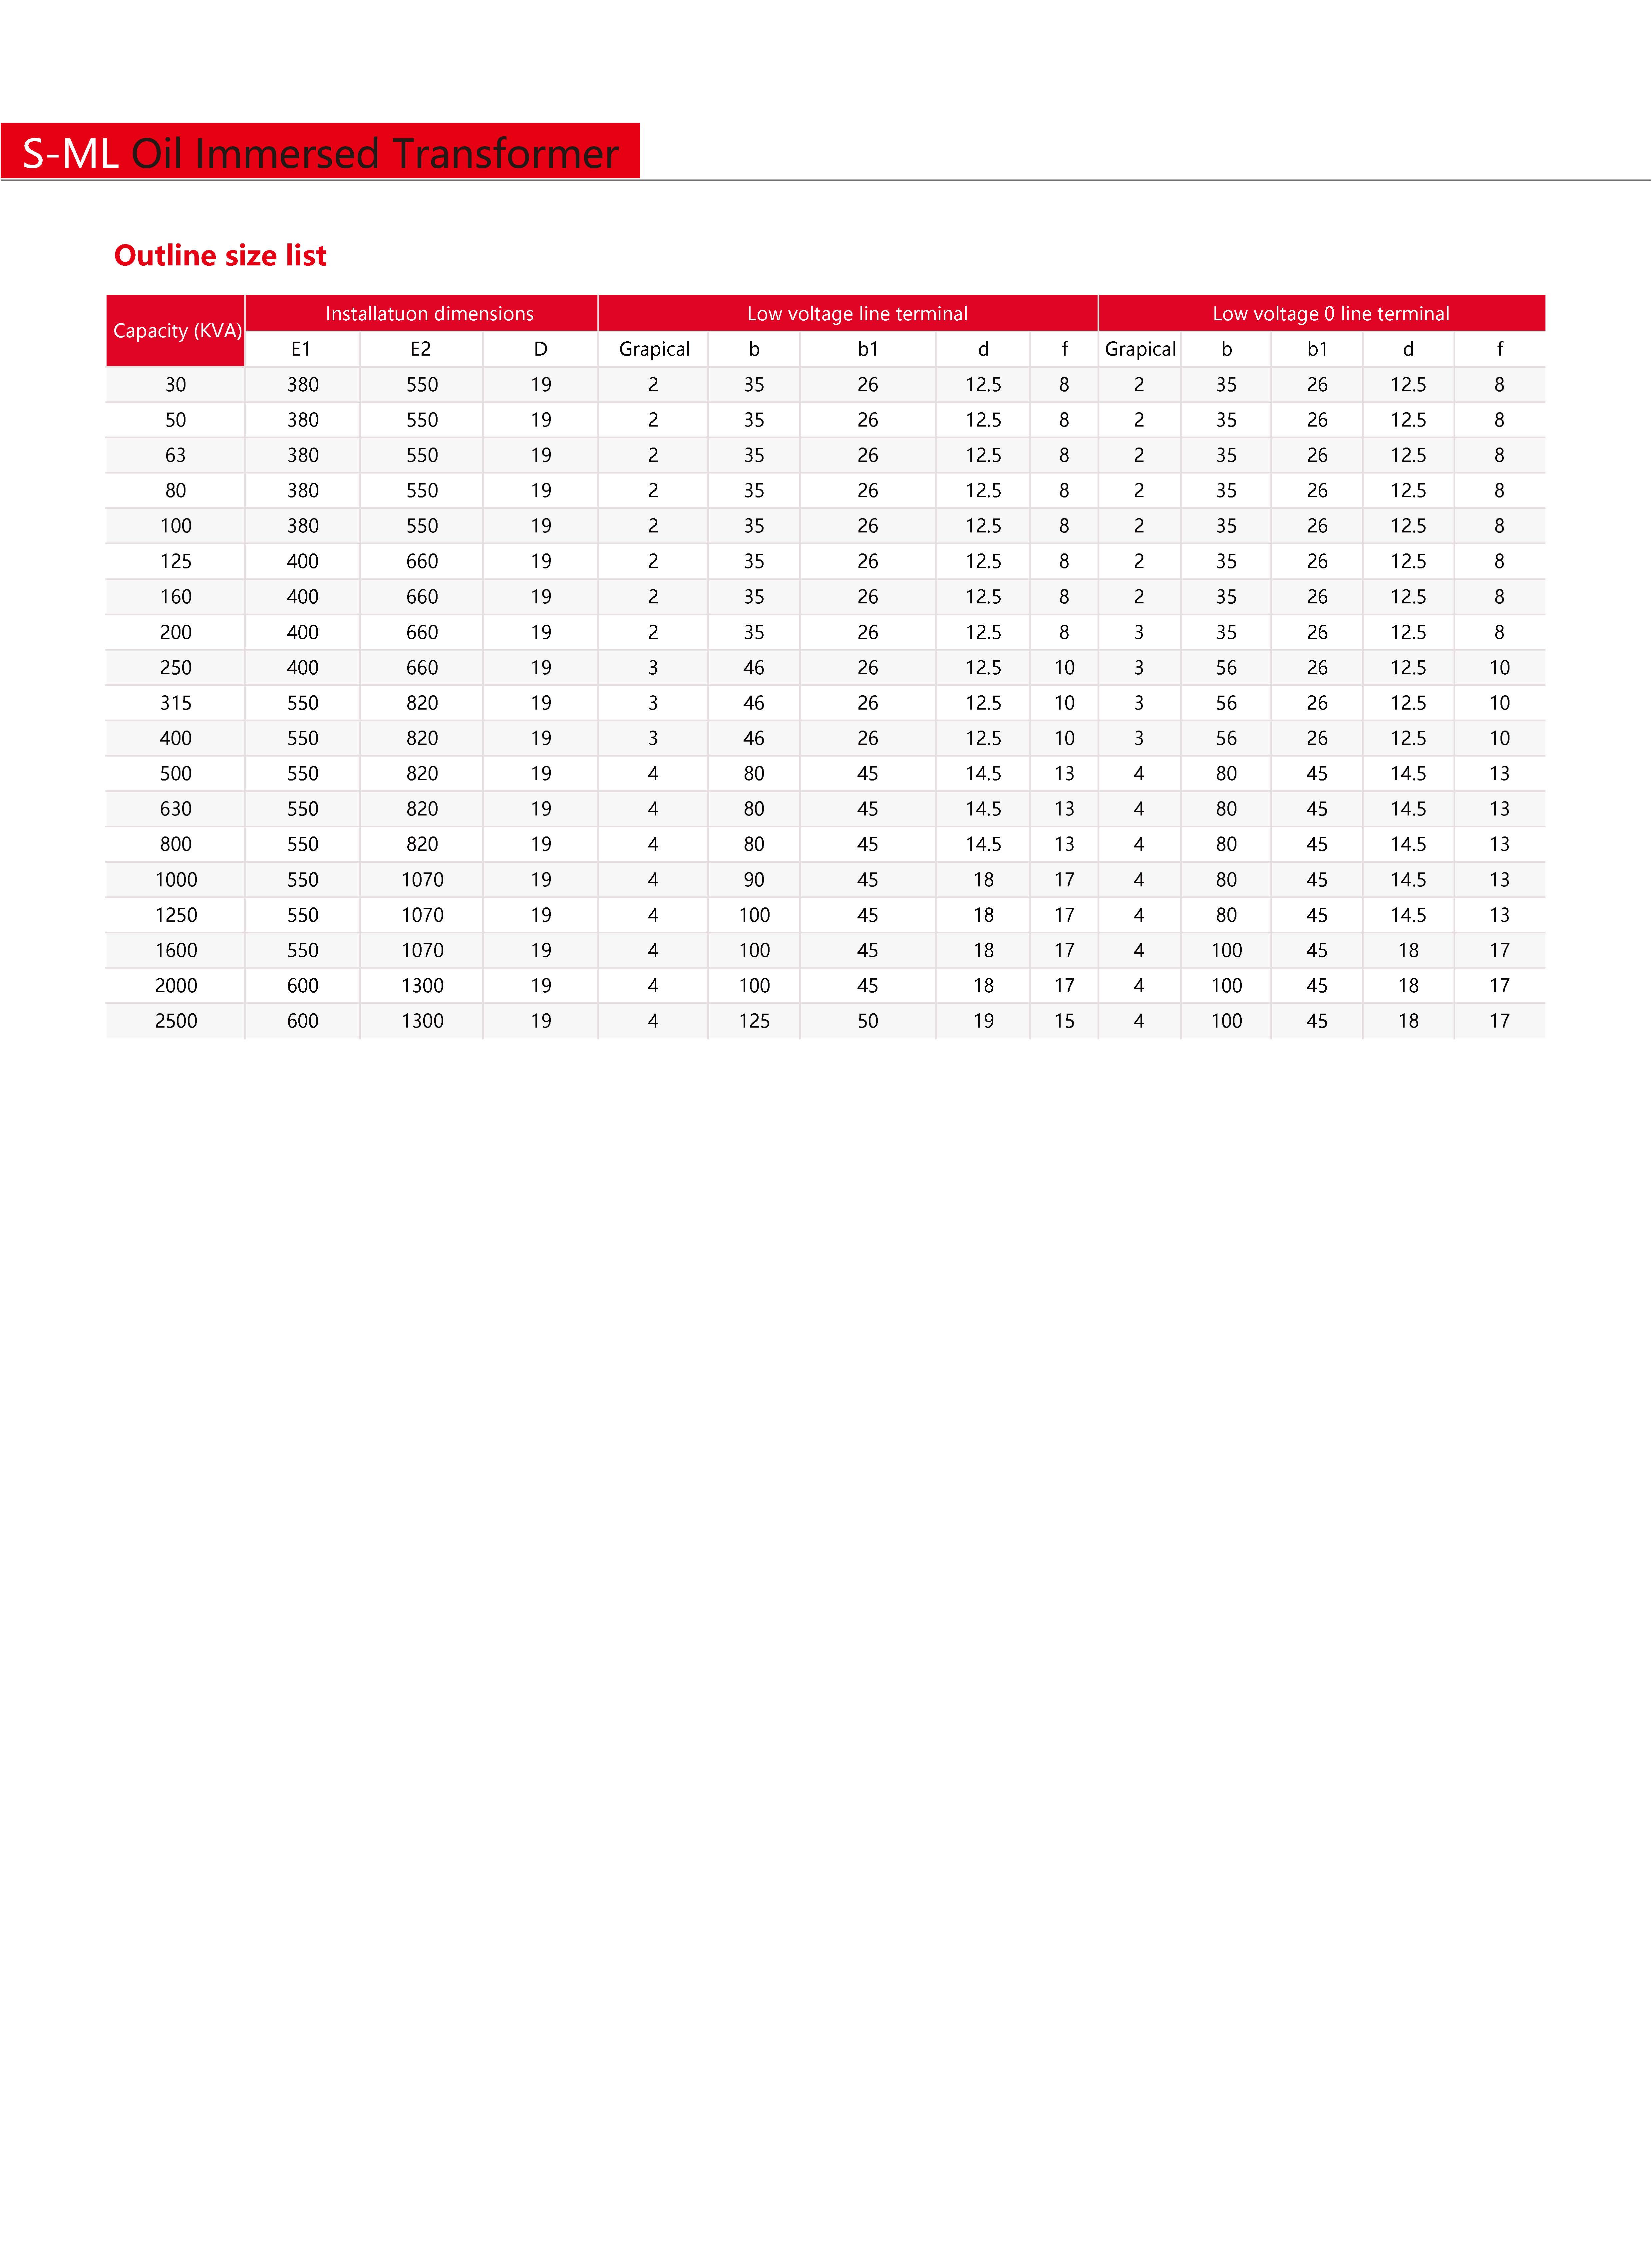 S-ML Oil Immersed Transformer
Outline size list
Capacity (KVA) Installatuon dimensions Low voltage line terminal Low voltage 0 line terminal
E1 E2 D Grapical b b1 d f Grapical b b1 d f
30 380 550 19 2 35 26 12.5 8 2 35 26 12.5 8
50 380 550 19 2 35 26 12.5 8 2 35 26 12.5 8
63 380 550 19 2 35 26 12.5 8 2 35 26 12.5 8
80 380 550 19 2 35 26 12.5 8 2 35 26 12.5 8
100 380 550 19 2 35 26 12.5 8 2 35 26 12.5 8
125 400 660 19 2 35 26 12.5 8 2 35 26 12.5 8
160 400 660 19 2 35 26 12.5 8 2 35 26 12.5 8
200 400 660 19 2 35 26 12.5 8 3 35 26 12.5 8
250 400 660 19 3 46 26 12.5 10 3 56 26 12.5 10
315 550 820 19 3 46 26 12.5 10 3 56 26 12.5 10
400 550 820 19 3 46 26 12.5 10 3 56 26 12.5 10
500 550 820 19 4 80 45 14.5 13 4 80 45 14.5 13
630 550 820 19 4 80 45 14.5 13 4 80 45 14.5 13
800 550 820 19 4 80 45 14.5 13 4 80 45 14.5 13
1000 550 1070 19 4 90 45 18 17 4 80 45 14.5 13
1250 550 1070 19 4 100 45 18 17 4 80 45 14.5 13
1600 550 1070 19 4 100 45 18 17 4 100 45 18 17
2000 600 1300 19 4 100 45 18 17 4 100 45 18 17
2500 600 1300 19 4 125 50 19 15 4 100 45 18 17